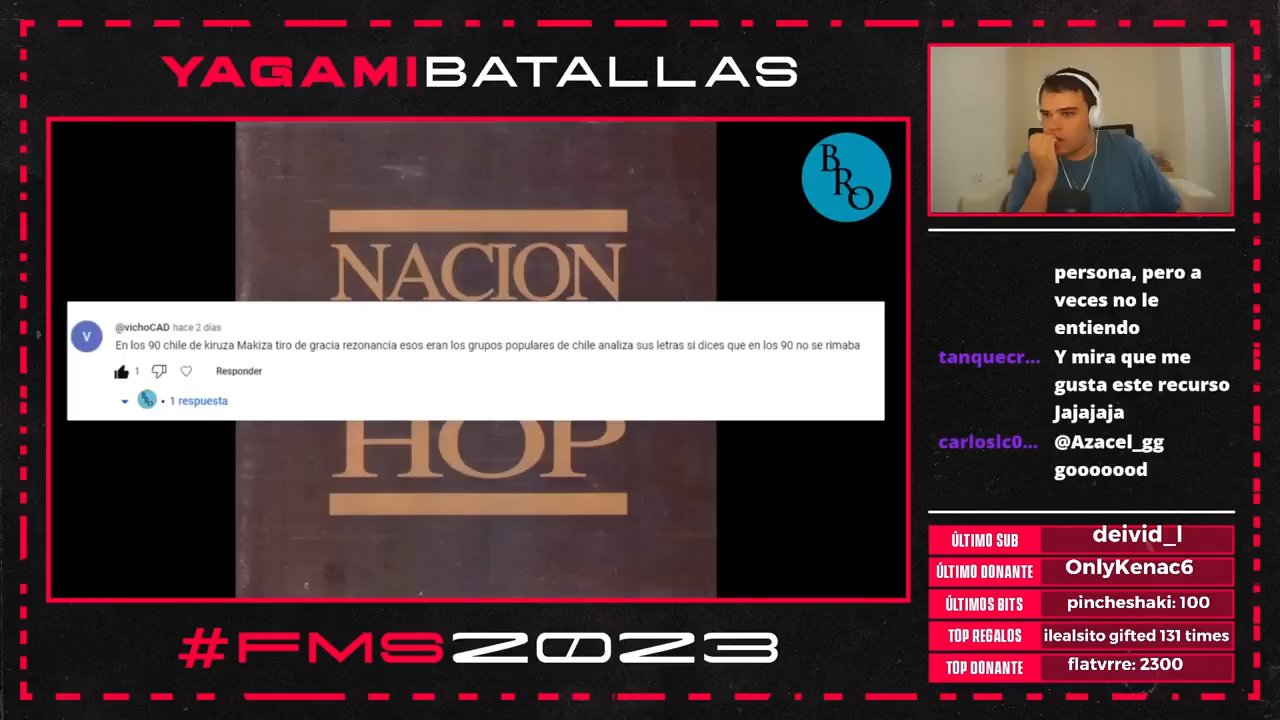 YAGAMIBATALLAS
BRO
NACION
@vichoCAD hace 2 días
En los 90 chile de kiruza Makiza tiro de gracia rezonancia esos eran los grupos populares de chile analiza sus letras si dices que en los 90 no se rimaba
V
1
Responder
BRO • 1 respuesta
HOP
#FMS2023
persona, pero a
veces no le
entiendo
tanquecr... Y mira que me
gusta este recurso
Jajajaja
carloslc0... @Azacel_gg
gooooood
ÚLTIMO SUB deivid_l
ÚLTIMO DONANTE OnlyKenac6
ÚLTIMOS BITS pincheshaki: 100
TOP REGALOS ilealsito gifted 131 times
TOP DONANTE flatvrre: 2300